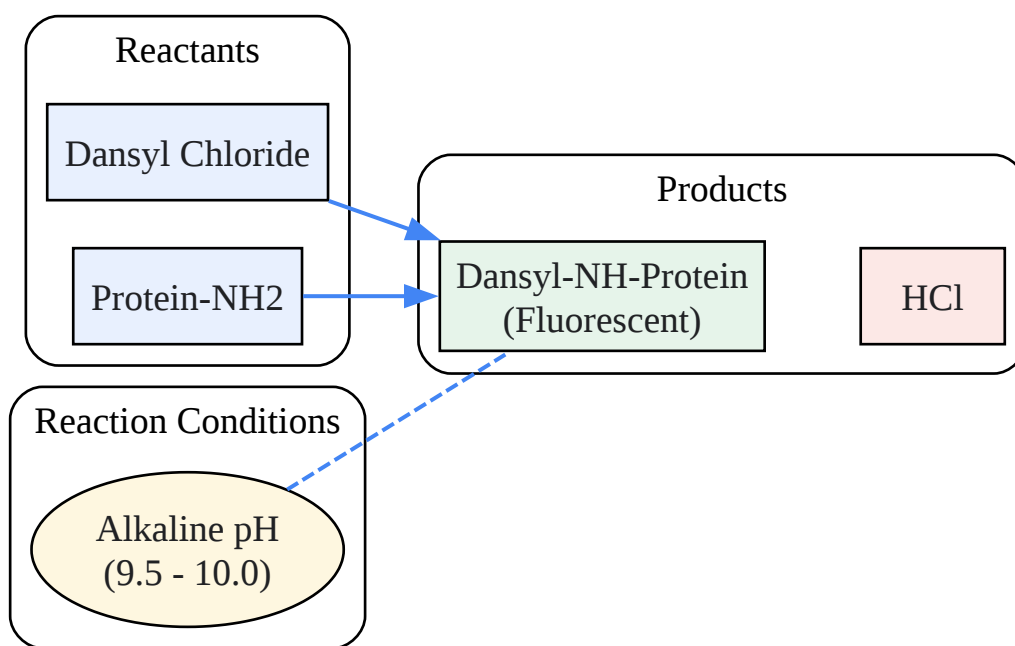 Reactants
Dansyl Chloride
Protein-NH2
Products
Dansyl-NH-Protein
(Fluorescent)
HCl
Reaction Conditions
Alkaline pH
(9.5 - 10.0)